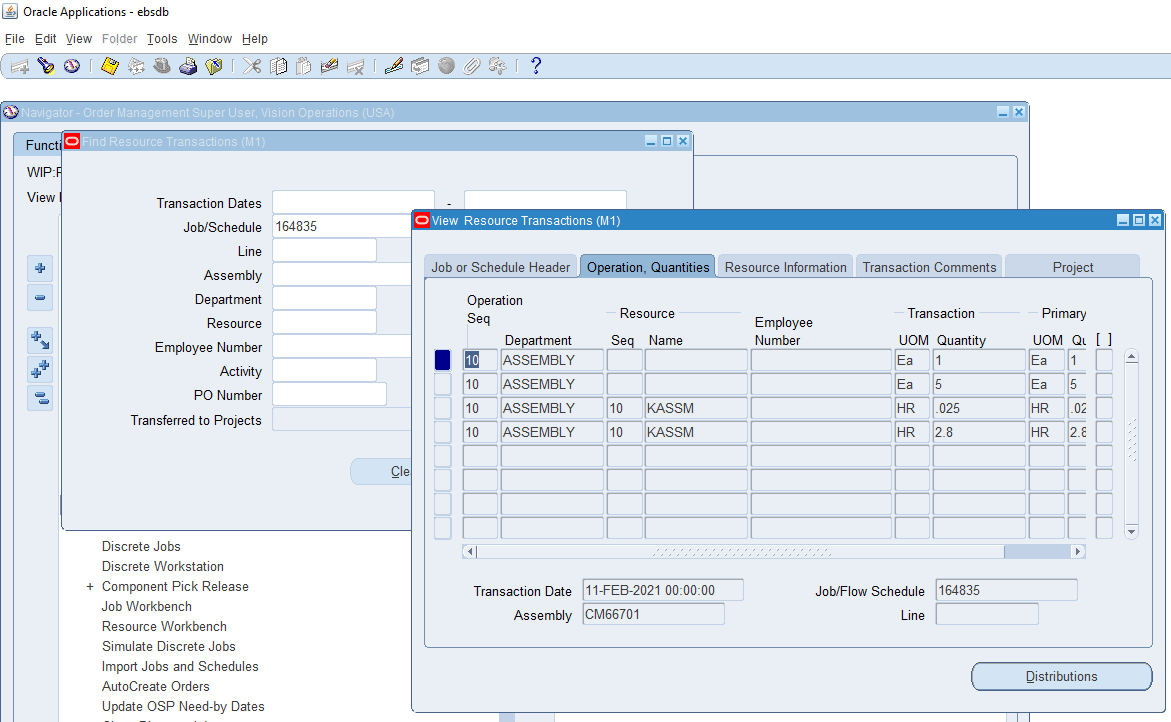 Oracle Applications - ebsdb
File Edit View Folder Tools Window Help
Navigator - Order Management Super User, Vision Operations (USA)
Functi
WIP:F
View
Find Resource Transactions (M1)
Transaction Dates -
Job/Schedule 164835
Line
Assembly
Department
Resource
Employee Number
Activity
PO Number
Transferred to Projects
Cle
Discrete Jobs
Discrete Workstation
+ Component Pick Release
Job Workbench
Resource Workbench
Simulate Discrete Jobs
Import Jobs and Schedules
AutoCreate Orders
Update OSP Need-by Dates
View Resource Transactions (M1)
Job or Schedule Header Operation, Quantities Resource Information Transaction Comments Project
Operation Seq Department Resource Seq Name Employee Number Transaction UOM Quantity Primary UOM Qu [ ]
10 ASSEMBLY Ea 1 Ea 1
10 ASSEMBLY Ea 5 Ea 5
10 ASSEMBLY 10 KASSM HR .025 HR .02
10 ASSEMBLY 10 KASSM HR 2.8 HR 2.8
Transaction Date 11-FEB-2021 00:00:00 Job/Flow Schedule 164835
Assembly CM66701 Line
Distributions